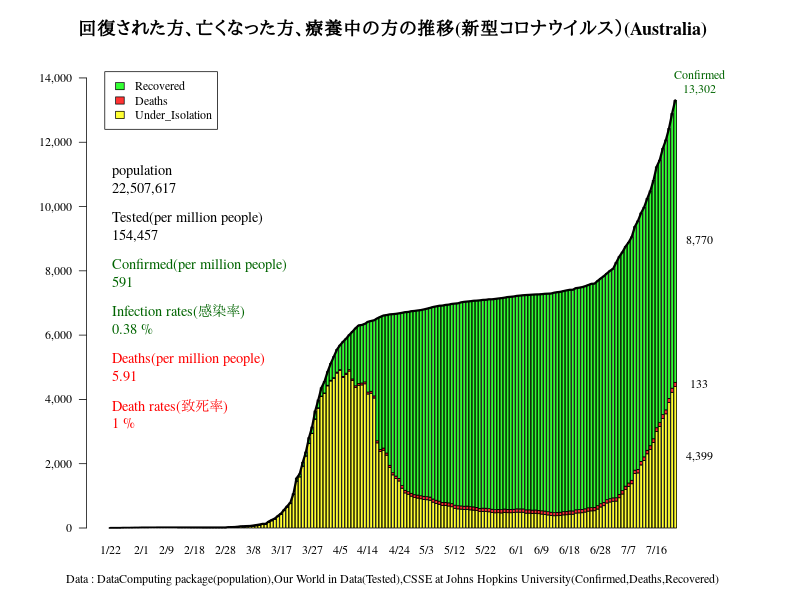 回復された方、亡くなった方、療養中の方の推移(新型コロナウイルス）(Australia)
Confirmed
13,302
14,000
12,000
10,000
8,000
6,000
4,000
2,000
0
Recovered
Deaths
Under_Isolation
population
22,507,617
Tested(per million people)
154,457
Confirmed(per million people)
591
Infection rates(感染率)
0.38 %
Deaths(per million people)
5.91
Death rates(致死率)
1 %
8,770
133
4,399
1/22 2/1 2/9 2/18 2/28 3/8 3/17 3/27 4/5 4/14 4/24 5/3 5/12 5/22 6/1 6/9 6/18 6/28 7/7 7/16
Data : DataComputing package(population),Our World in Data(Tested),CSSE at Johns Hopkins University(Confirmed,Deaths,Recovered)